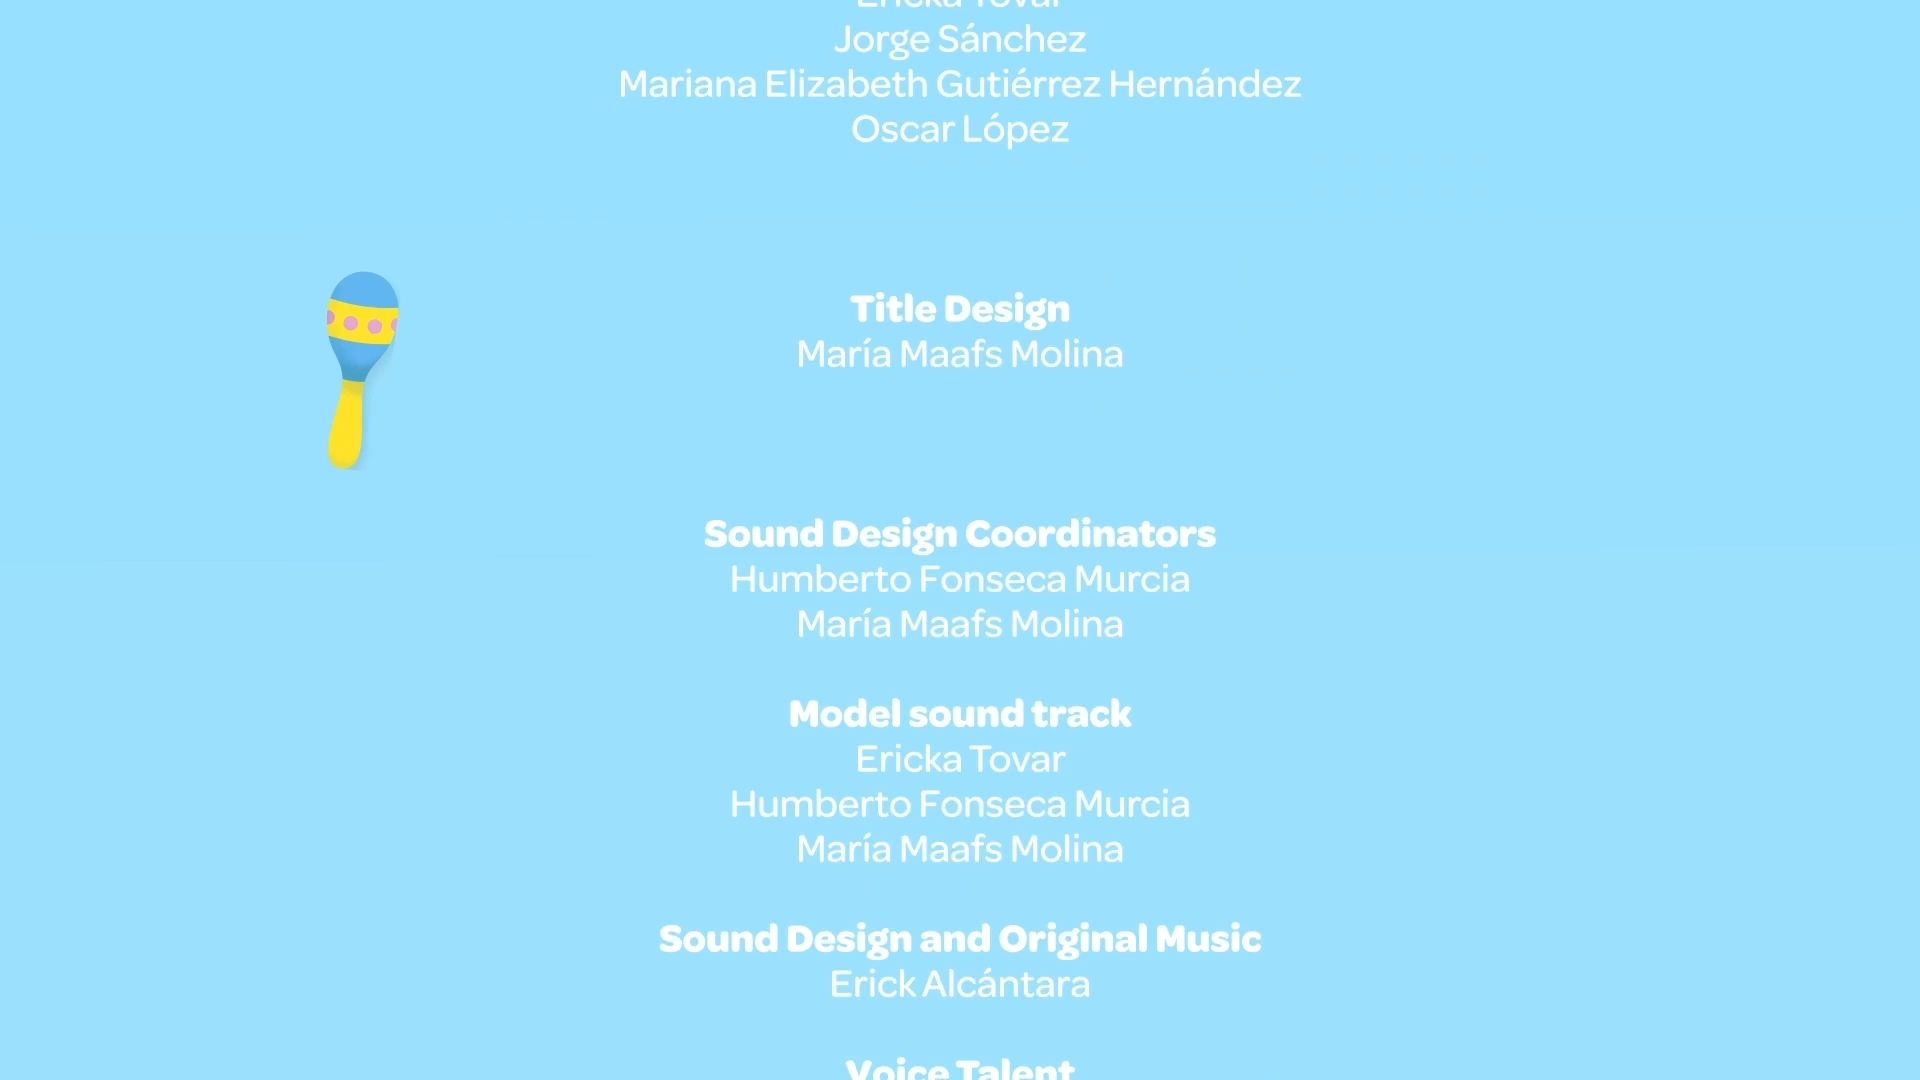 Ericka Tovar
Jorge Sánchez
Mariana Elizabeth Gutiérrez Hernández
Oscar López
Title Design
María Maafs Molina
Sound Design Coordinators
Humberto Fonseca Murcia
María Maafs Molina
Model sound track
Ericka Tovar
Humberto Fonseca Murcia
María Maafs Molina
Sound Design and Original Music
Erick Alcántara
Voice Talent